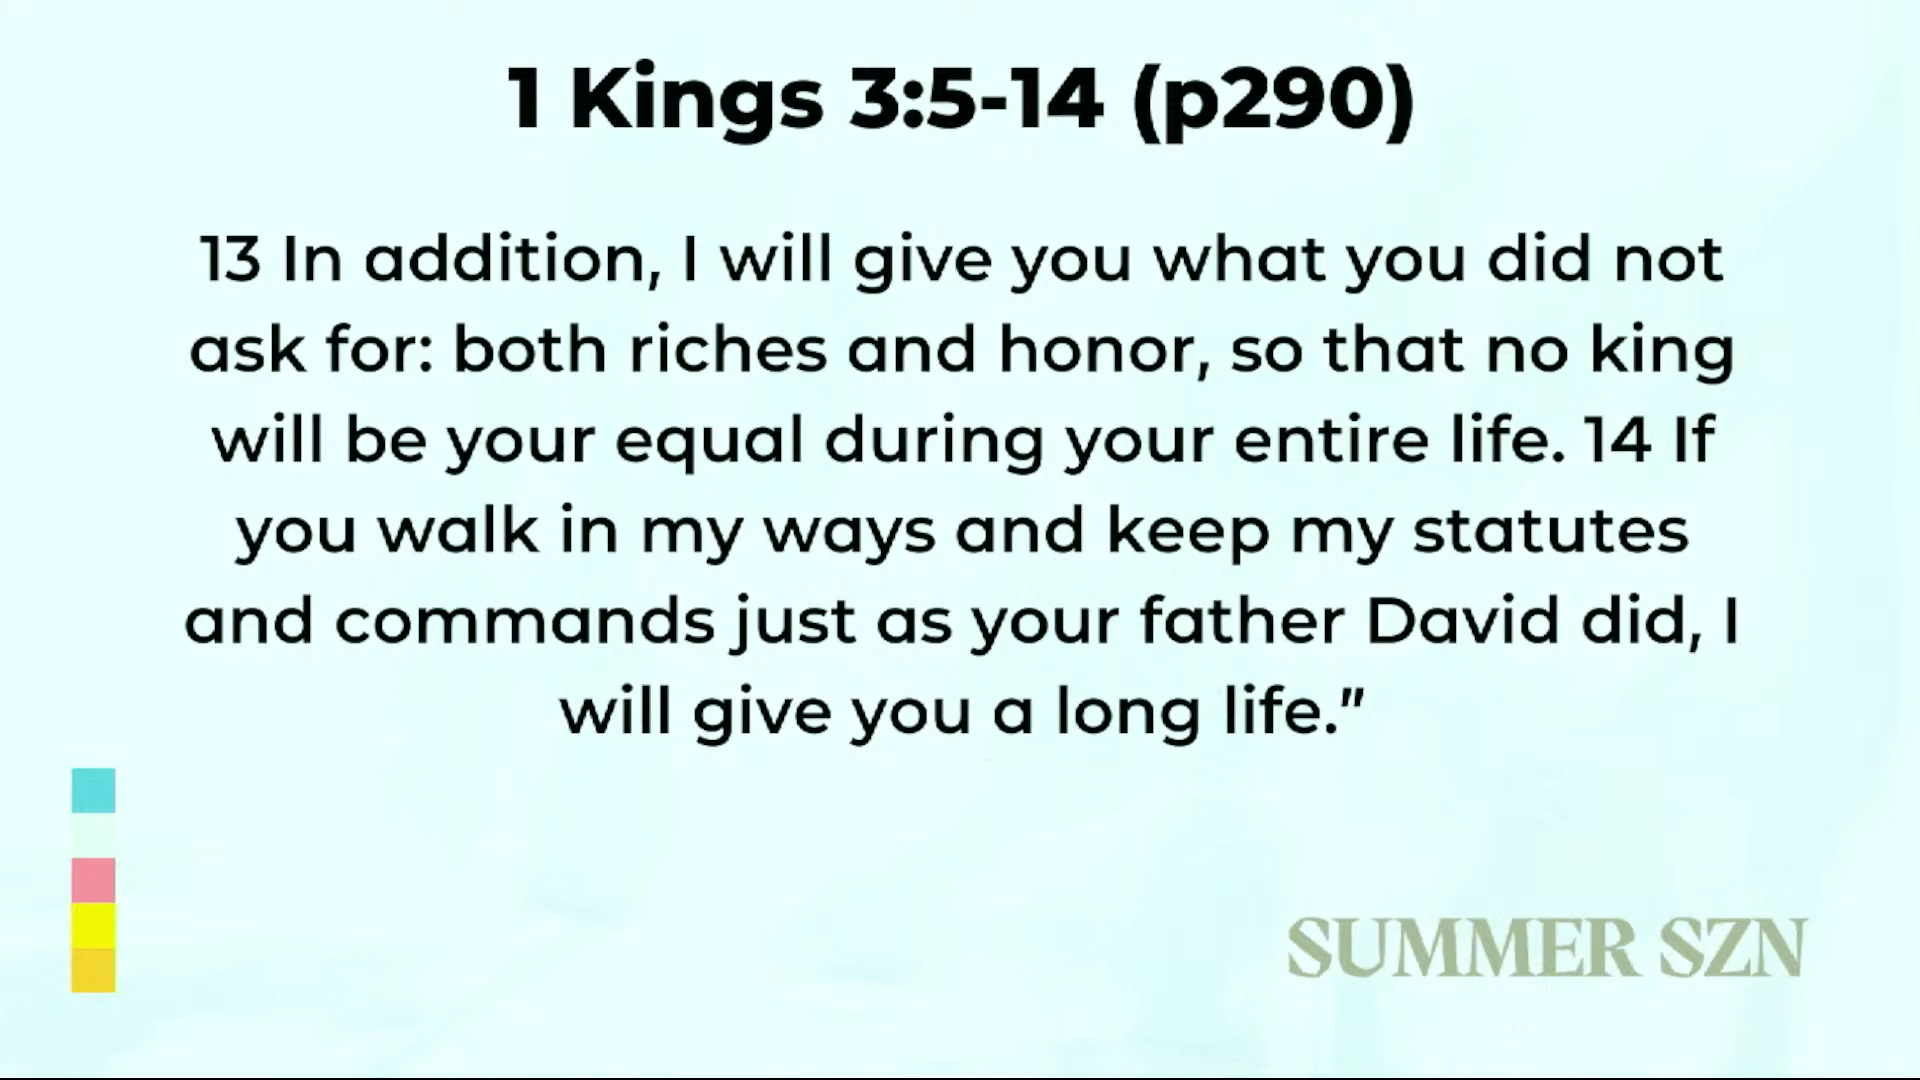 1 Kings 3:5-14 (p290)
13 In addition, I will give you what you did not
ask for: both riches and honor, so that no king
will be your equal during your entire life. 14 If
you walk in my ways and keep my statutes
and commands just as your father David did, I
will give you a long life.”
SUMMER SZN